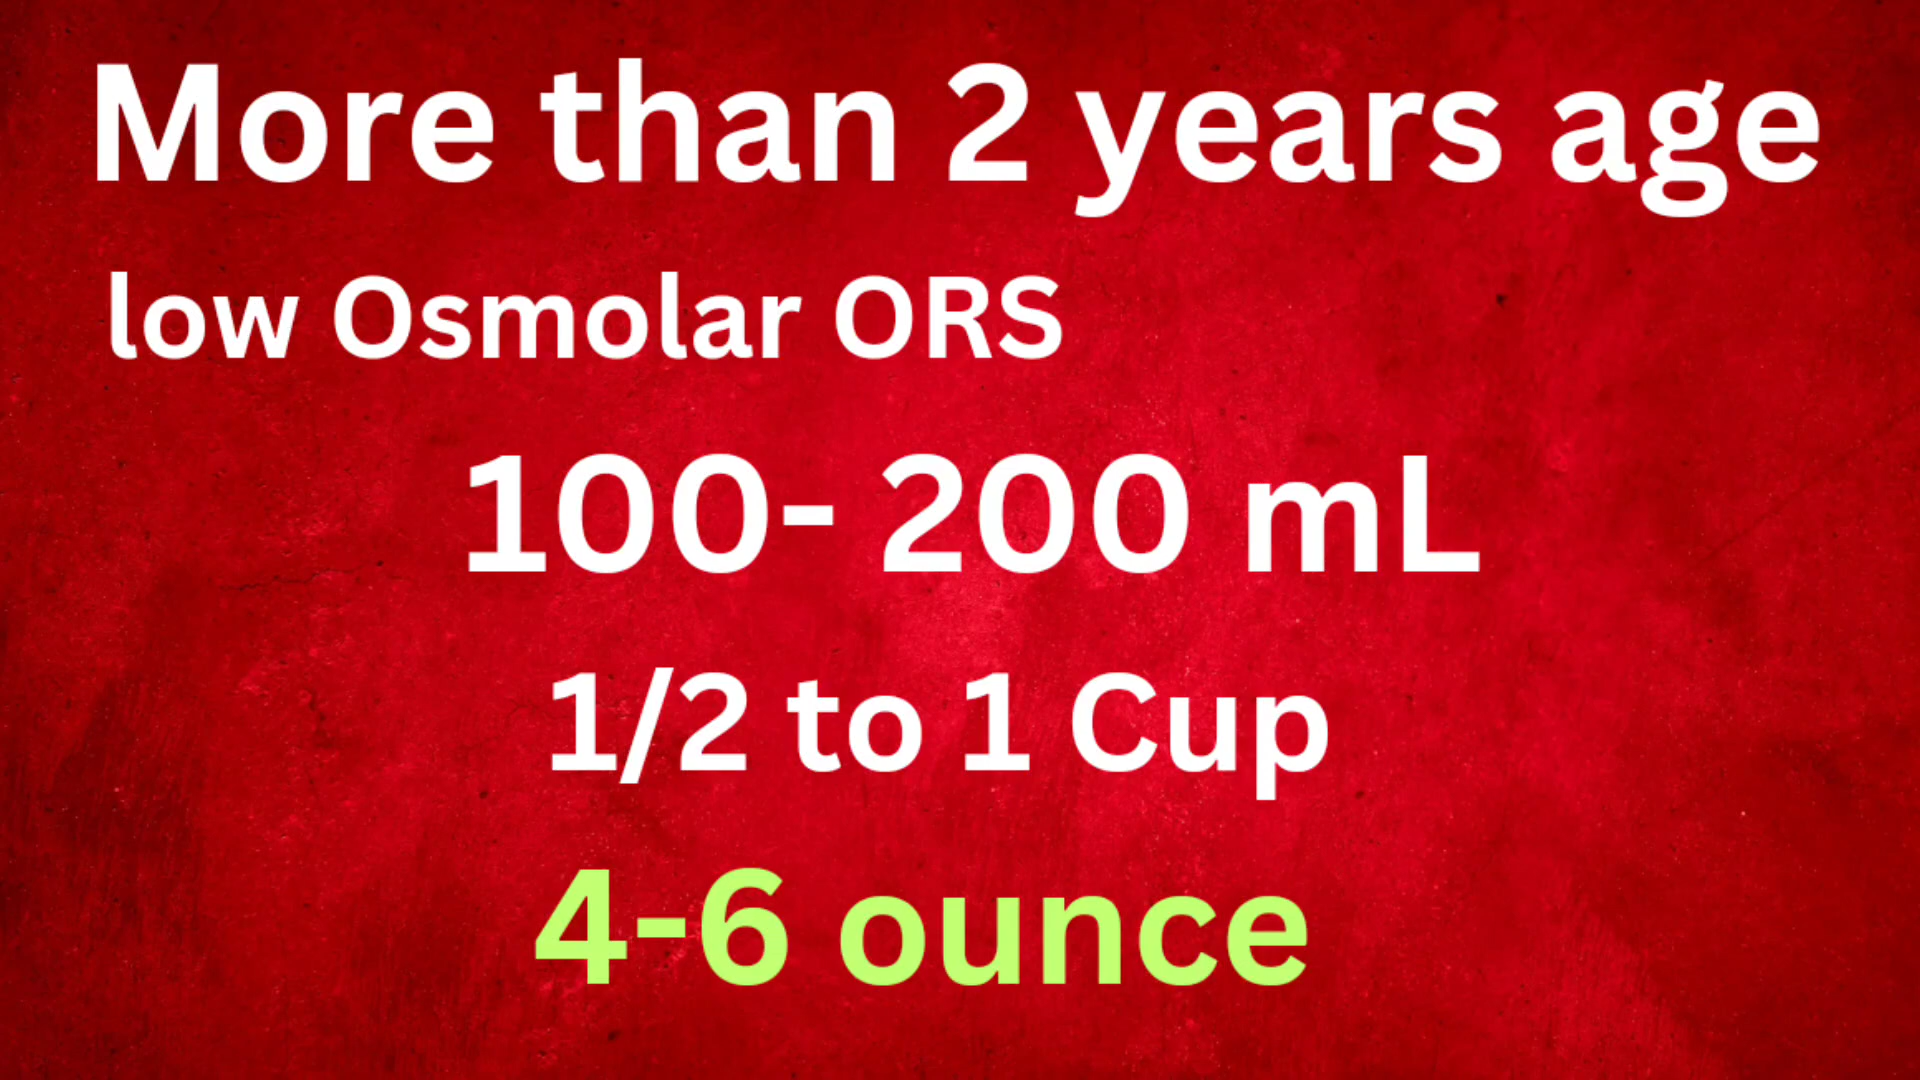 More than 2 years age
low Osmolar ORS
100- 200 mL
1/2 to 1 Cup
4-6 ounce